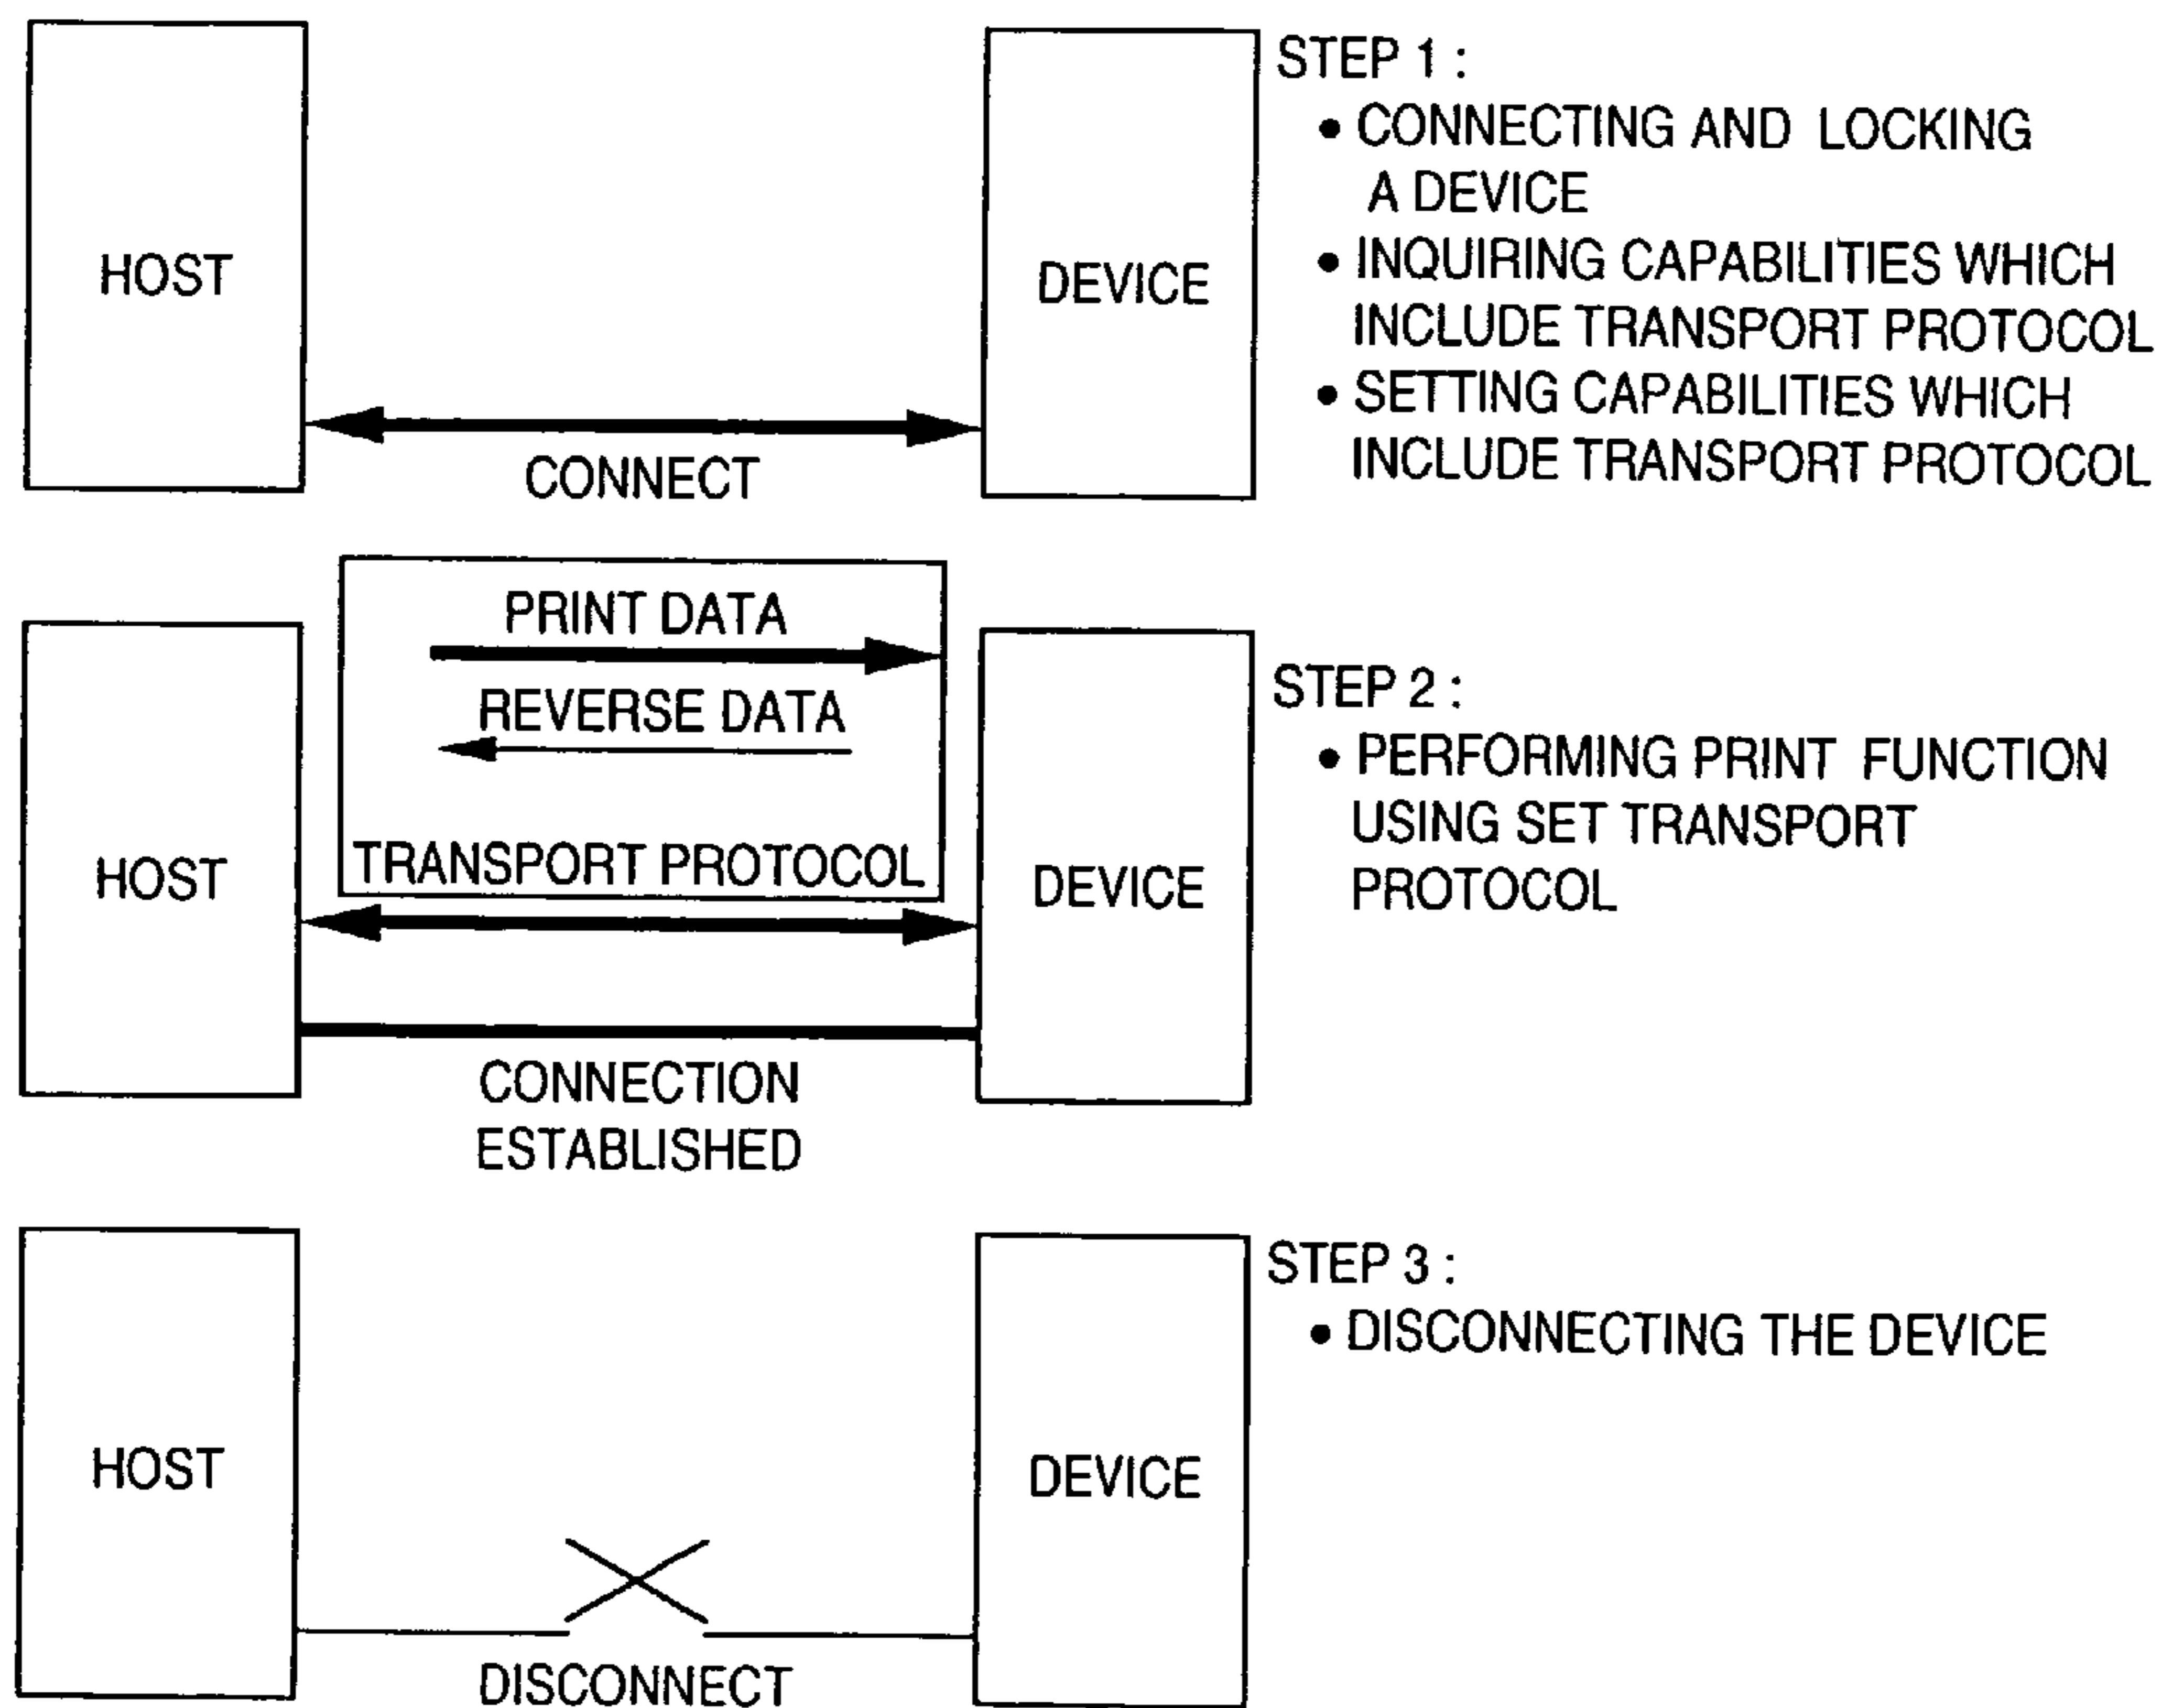 HOST
DEVICE
CONNECT
STEP 1 :
• CONNECTING AND LOCKING
A DEVICE
• INQUIRING CAPABILITIES WHICH
INCLUDE TRANSPORT PROTOCOL
• SETTING CAPABILITIES WHICH
INCLUDE TRANSPORT PROTOCOL
HOST
PRINT DATA
REVERSE DATA
TRANSPORT PROTOCOL
CONNECTION
ESTABLISHED
DEVICE
STEP 2 :
• PERFORMING PRINT FUNCTION
USING SET TRANSPORT
PROTOCOL
HOST
DISCONNECT
DEVICE
STEP 3 :
• DISCONNECTING THE DEVICE